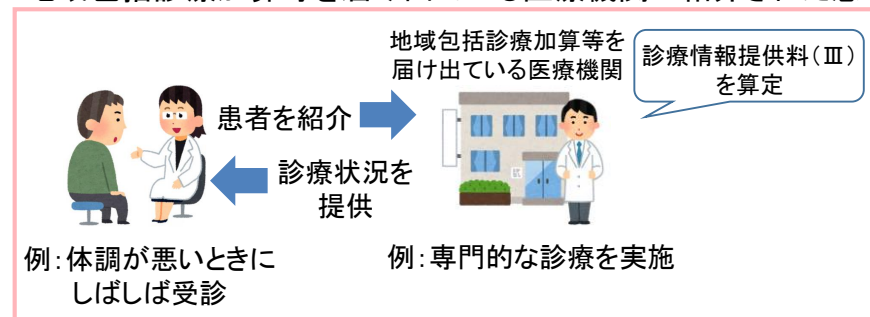 地域包括診療加算等を
届け出ている医療機関
診療情報提供料(Ⅲ)
を算定
患者を紹介
診療状況を
提供
例:体調が悪いときに
しばしば受診
例:専門的な診療を実施